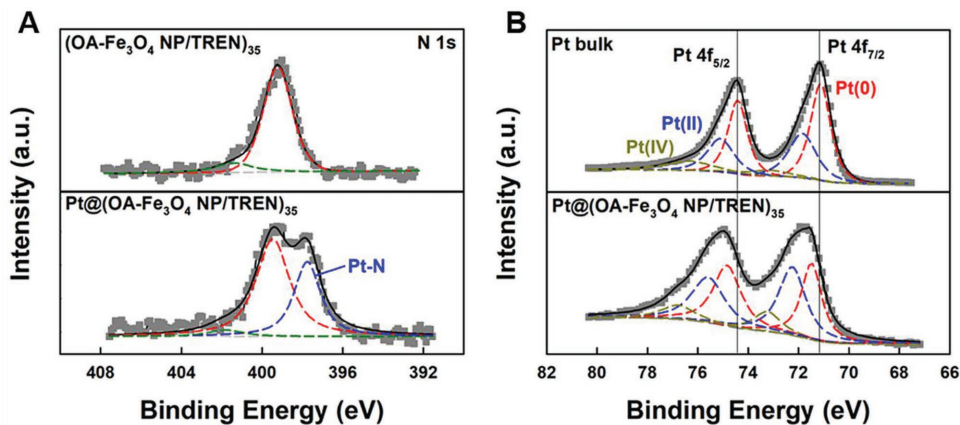 A
(OA-Fe₃O₄ NP/TREN)₃₅
N 1s
Pt@(OA-Fe₃O₄ NP/TREN)₃₅
Pt-N
Intensity (a.u.)
408 404 400 396 392
Binding Energy (eV)
B
Pt bulk
Pt 4f₅/₂
Pt 4f₇/₂
Pt(0)
Pt(II)
Pt(IV)
Pt@(OA-Fe₃O₄ NP/TREN)₃₅
Intensity (a.u.)
82 80 78 76 74 72 70 68 66
Binding Energy (eV)